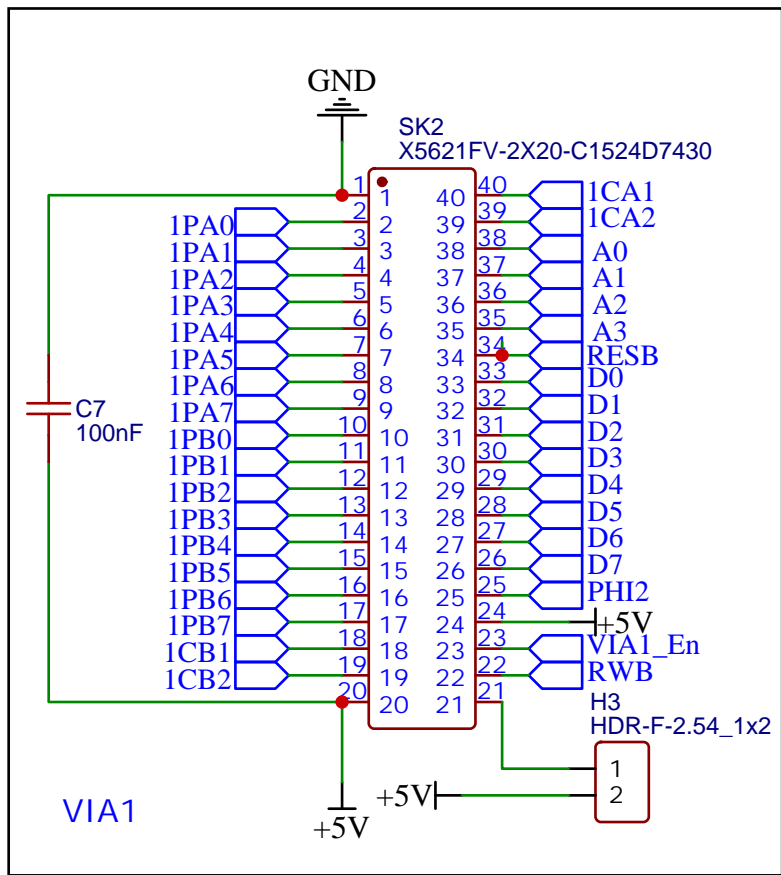 GND
SK2
X5621FV-2X20-C1524D7430
1 1 40 40 1CA1
1PA0 2 2 39 39 1CA2
1PA1 3 3 38 38 A0
1PA2 4 4 37 37 A1
1PA3 5 5 36 36 A2
1PA4 6 6 35 35 A3
1PA5 7 7 34 34 RESB
1PA6 8 8 33 33 D0
1PA7 9 9 32 32 D1
C7
100nF
1PB0 10 10 31 31 D2
1PB1 11 11 30 30 D3
1PB2 12 12 29 29 D4
1PB3 13 13 28 28 D5
1PB4 14 14 27 27 D6
1PB5 15 15 26 26 D7
1PB6 16 16 25 25 PHI2
1PB7 17 17 24 24 +5V
1CB1 18 18 23 23 VIA1_En
1CB2 19 19 22 22 RWB
20 20 21 21
H3
HDR-F-2.54_1x2
1
+5V 2
VIA1
+5V